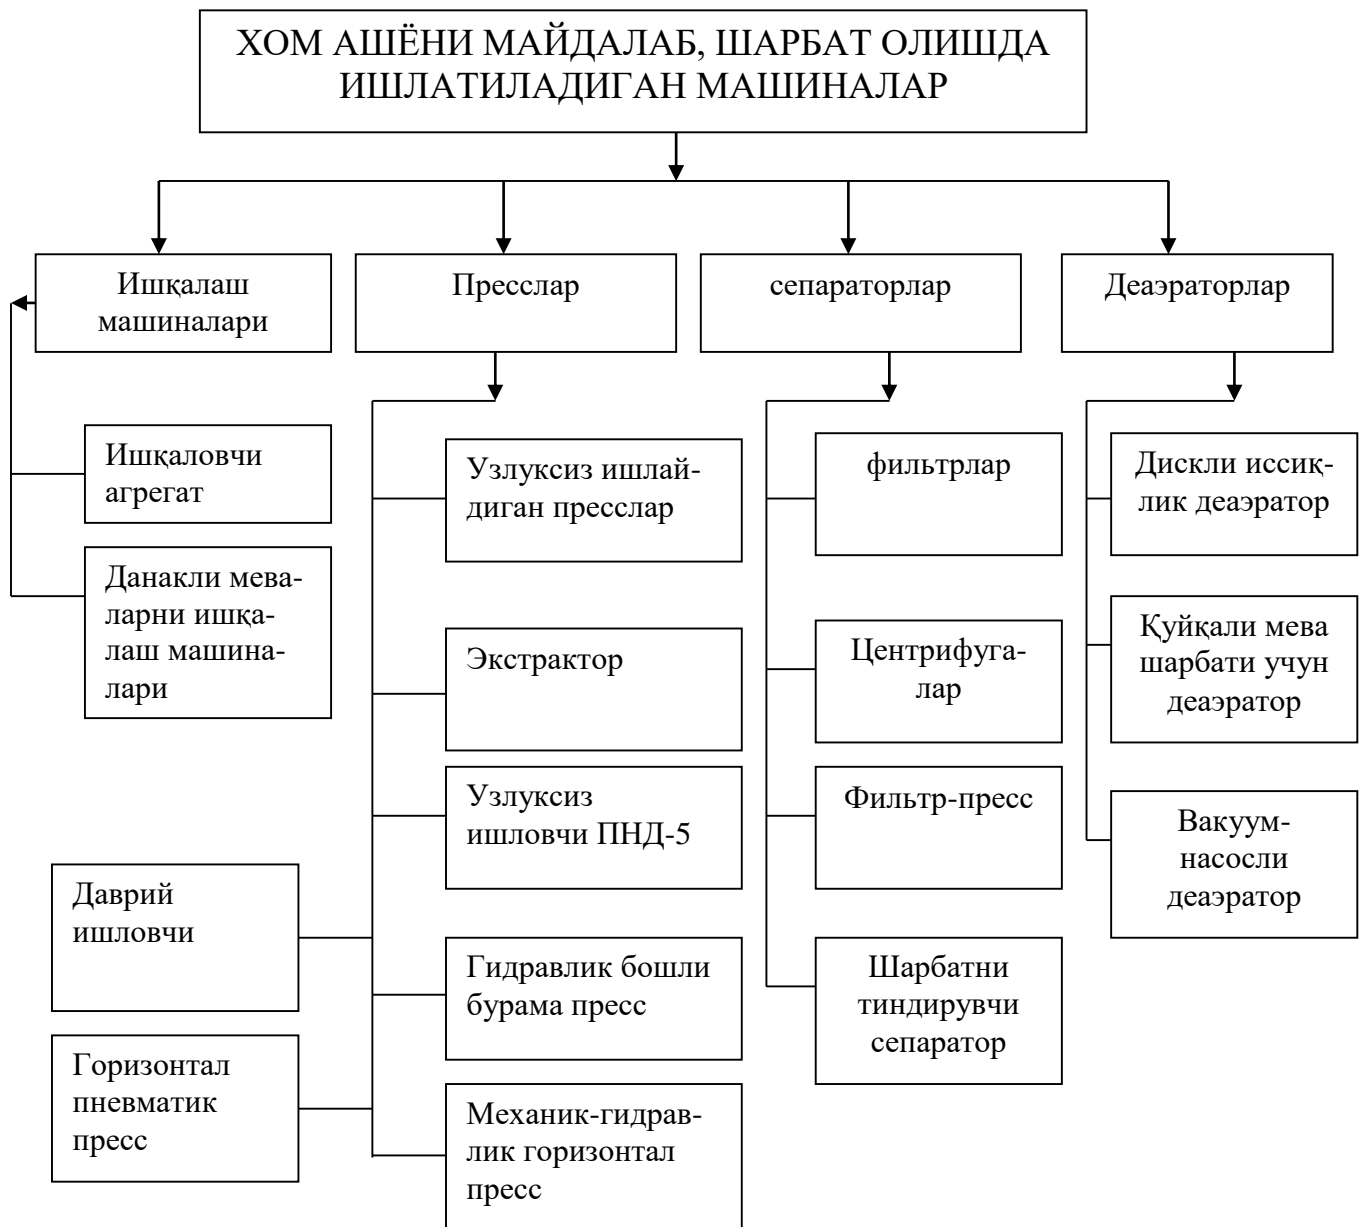 ХОМ АШЁНИ МАЙДАЛАБ, ШАРБАТ ОЛИШДА
ИШЛАТИЛАДИГАН МАШИНАЛАР
Ишқалаш
машиналари
Пресслар
сепараторлар
Деаэраторлар
Ишқаловчи
агрегат
Данакли мева-
ларни ишқа-
лаш машина-
лари
Узлуксиз ишлай-
диган пресслар
Экстрактор
Узлуксиз
ишловчи ПНД-5
Даврий
ишловчи
Гидравлик бошли
бурама пресс
Горизонтал
пневматик
пресс
Механик-гидрав-
лик горизонтал
пресс
фильтрлар
Центрифуга-
лар
Фильтр-пресс
Шарбатни
тиндирувчи
сепаратор
Дискли иссиқ-
лик деаэратор
Қуйқали мева
шарбати учун
деаэратор
Вакуум-
насосли
деаэратор